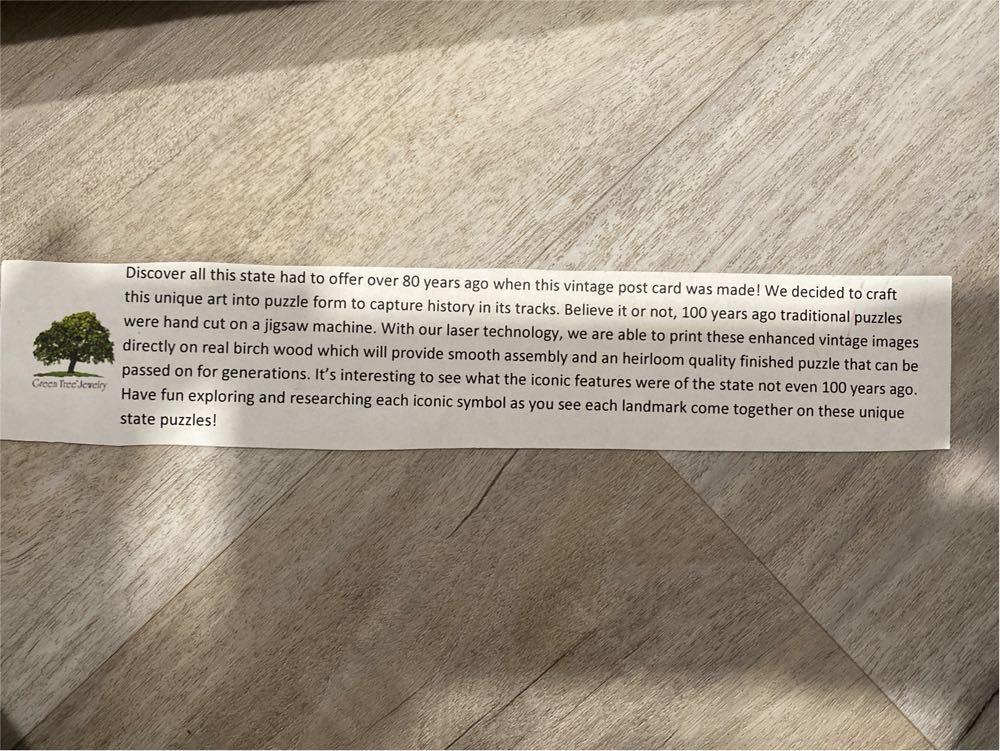 Discover all this state had to offer over 80 years ago when this vintage post card was made! We decided to craft
this unique art into puzzle form to capture history in its tracks. Believe it or not, 100 years ago traditional puzzles
were hand cut on a jigsaw machine. With our laser technology, we are able to print these enhanced vintage images
directly on real birch wood which will provide smooth assembly and an heirloom quality finished puzzle that can be
passed on for generations. It's interesting to see what the iconic features were of the state not even 100 years ago.
Have fun exploring and researching each iconic symbol as you see each landmark come together on these unique
state puzzles!
Green Tree Jewelry